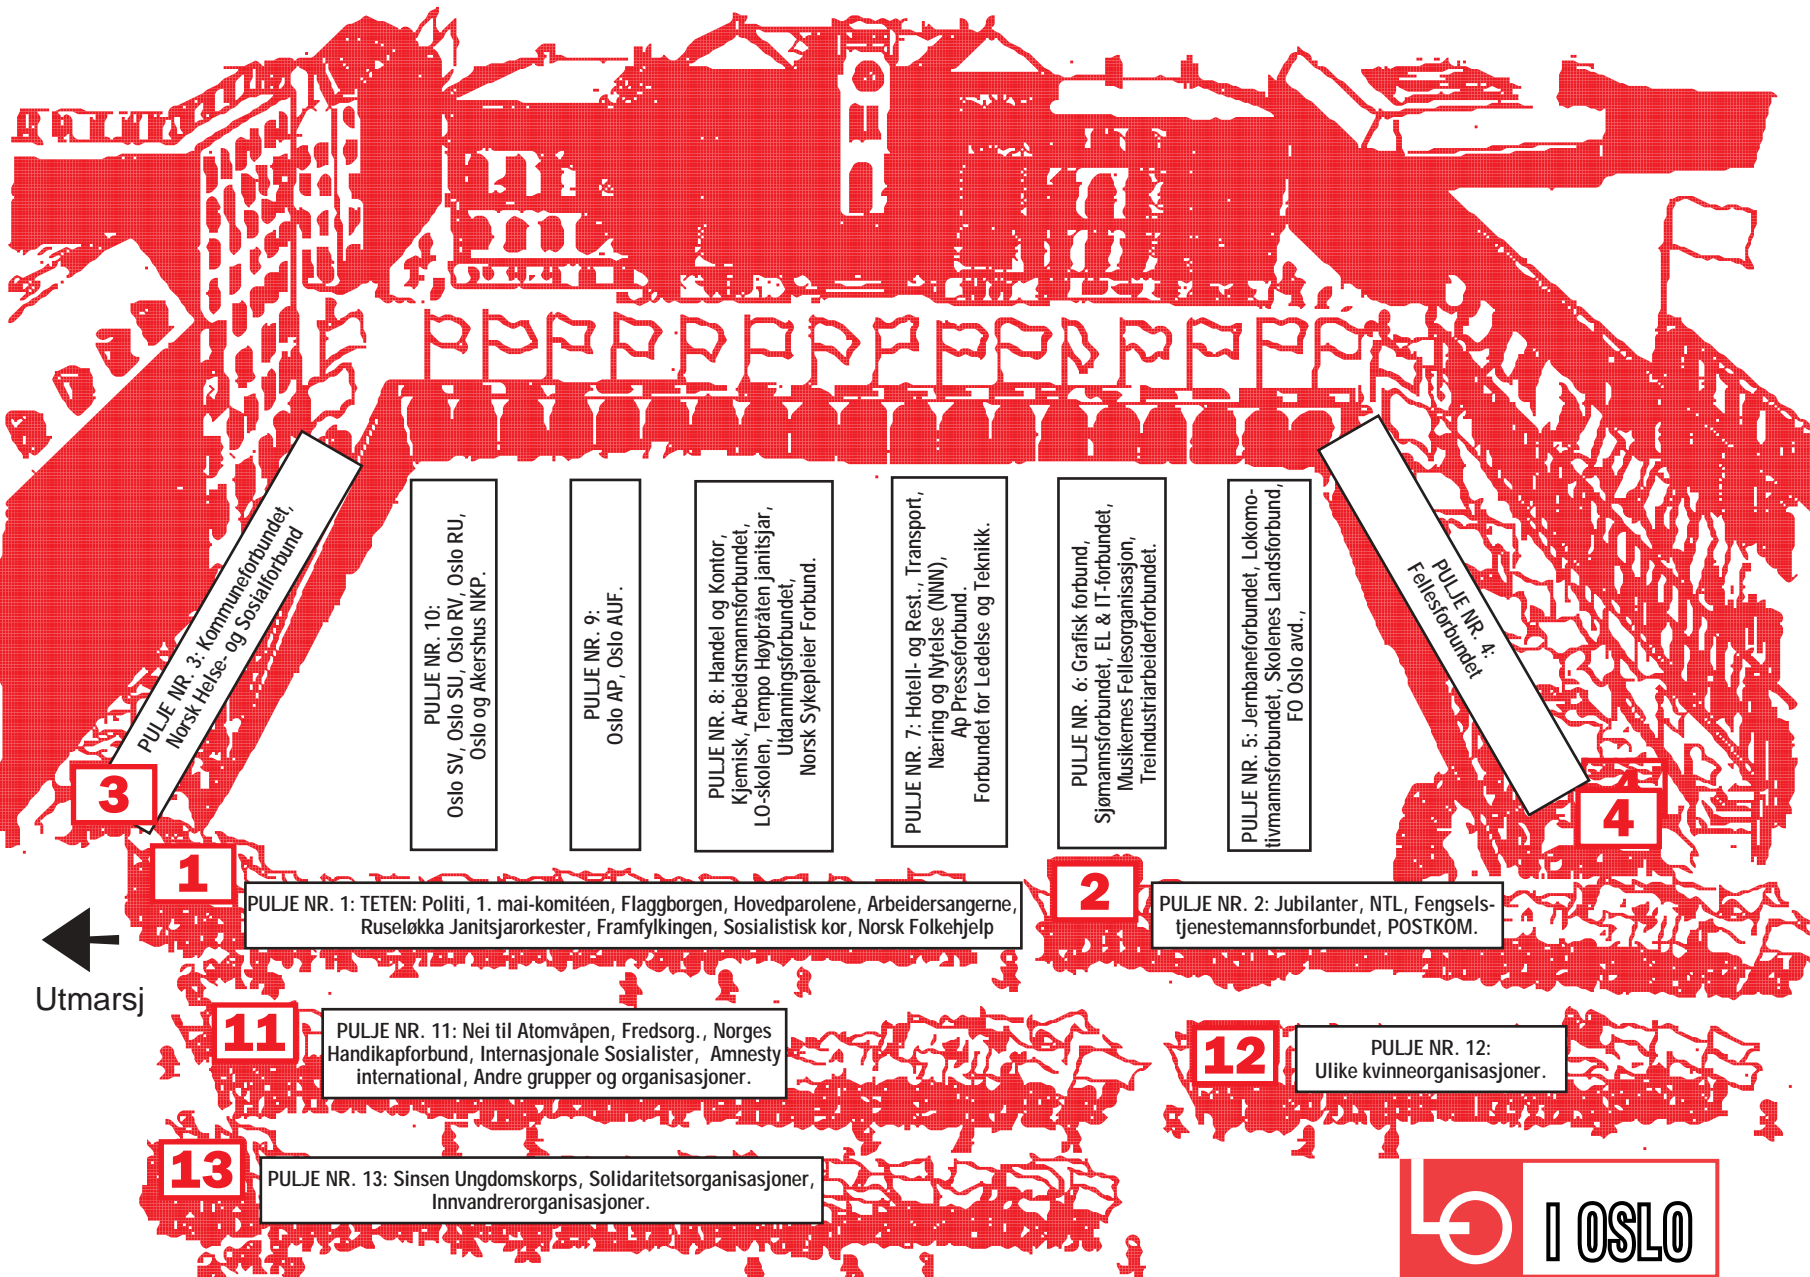 PULJE NR. 3: Kommuneforbundet,
Norsk Helse- og Sosialforbund
3
PULJE NR. 10:
Oslo SV, Oslo SU, Oslo RV, Oslo RU,
Oslo og Akershus NKP.
PULJE NR. 9:
Oslo AP, Oslo AUF.
PULJE NR. 8: Handel og Kontor,
Kjemisk, Arbeidsmannsforbundet,
LO-skolen, Tempo Høybråten janitsjar,
Utdanningsforbundet,
Norsk Sykepleier Forbund.
PULJE NR. 7: Hotell- og Rest., Transport,
Næring og Nytelse (NNN),
Ap Presseforbund.
Forbundet for Ledelse og Teknikk.
PULJE NR. 6: Grafisk forbund,
Sjømannsforbundet, EL & IT-forbundet,
Musikernes Fellesorganisasjon,
Treindustriarbeiderforbundet.
PULJE NR. 5: Jernbaneforbundet, Lokomo-
tivmannsforbundet, Skolenes Landsforbund,
FO Oslo avd.,
PULJE NR. 4:
Fellesforbundet
4
4
1
PULJE NR. 1: TETEN: Politi, 1. mai-komitéen, Flaggborgen, Hovedparolene, Arbeidersangerne,
Ruseløkka Janitsjarorkester, Framfylkingen, Sosialistisk kor, Norsk Folkehjelp
2
PULJE NR. 2: Jubilanter, NTL, Fengsels-
tjenestemannsforbundet, POSTKOM.
Utmarsj
11
PULJE NR. 11: Nei til Atomvåpen, Fredsorg., Norges
Handikapforbund, Internasjonale Sosialister, Amnesty
international, Andre grupper og organisasjoner.
12
PULJE NR. 12:
Ulike kvinneorganisasjoner.
13
PULJE NR. 13: Sinsen Ungdomskorps, Solidaritetsorganisasjoner,
Innvandrerorganisasjoner.
LO I OSLO